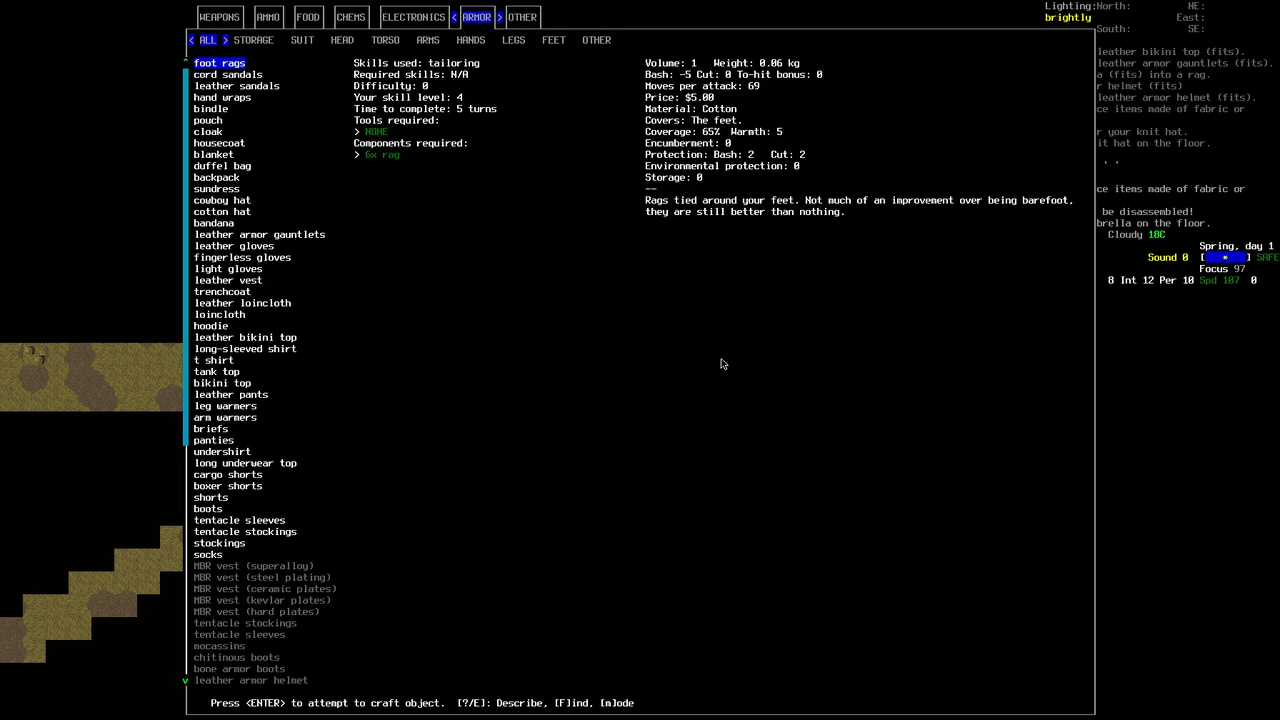 WEAPONS AMMO FOOD CHEMS ELECTRONICS < ARMOR > OTHER
< ALL > STORAGE SUIT HEAD TORSO ARMS HANDS LEGS FEET OTHER
^
foot rags
cord sandals
leather sandals
hand wraps
bindle
pouch
cloak
housecoat
blanket
duffel bag
backpack
sundress
cowboy hat
cotton hat
bandana
leather armor gauntlets
leather gloves
fingerless gloves
light gloves
leather vest
trenchcoat
leather loincloth
loincloth
hoodie
leather bikini top
long-sleeved shirt
t shirt
tank top
bikini top
leather pants
leg warmers
arm warmers
briefs
panties
undershirt
long underwear top
cargo shorts
boxer shorts
shorts
boots
tentacle sleeves
tentacle stockings
stockings
socks
MBR vest (superalloy)
MBR vest (steel plating)
MBR vest (ceramic plates)
MBR vest (kevlar plates)
MBR vest (hard plates)
tentacle stockings
tentacle sleeves
mocassins
chitinous boots
bone armor boots
v leather armor helmet
Skills used: tailoring
Required skills: N/A
Difficulty: 0
Your skill level: 4
Time to complete: 5 turns
Tools required:
> NONE
Components required:
> 6x rag
Volume: 1 Weight: 0.06 kg
Bash: -5 Cut: 0 To-hit bonus: 0
Moves per attack: 69
Price: $5.00
Material: Cotton
Covers: The feet.
Coverage: 65% Warmth: 5
Encumberment: 0
Protection: Bash: 2 Cut: 2
Environmental protection: 0
Storage: 0
--
Rags tied around your feet. Not much of an improvement over being barefoot,
they are still better than nothing.
Press <ENTER> to attempt to craft object. [?/E]: Describe, [F]ind, [m]ode
Lighting: North: NE:
brightly East:
South: SE:
leather bikini top (fits).
leather armor gauntlets (fits).
a (fits) into a rag.
r helmet (fits)
leather armor helmet (fits).
ce items made of fabric or
r your knit hat.
it hat on the floor.
' '
ce items made of fabric or
be disassembled!
brella on the floor.
Cloudy 18C
Spring, day 1
Sound 0 [ * ] SAFE
Focus 97
8 Int 12 Per 10 Spd 107 0